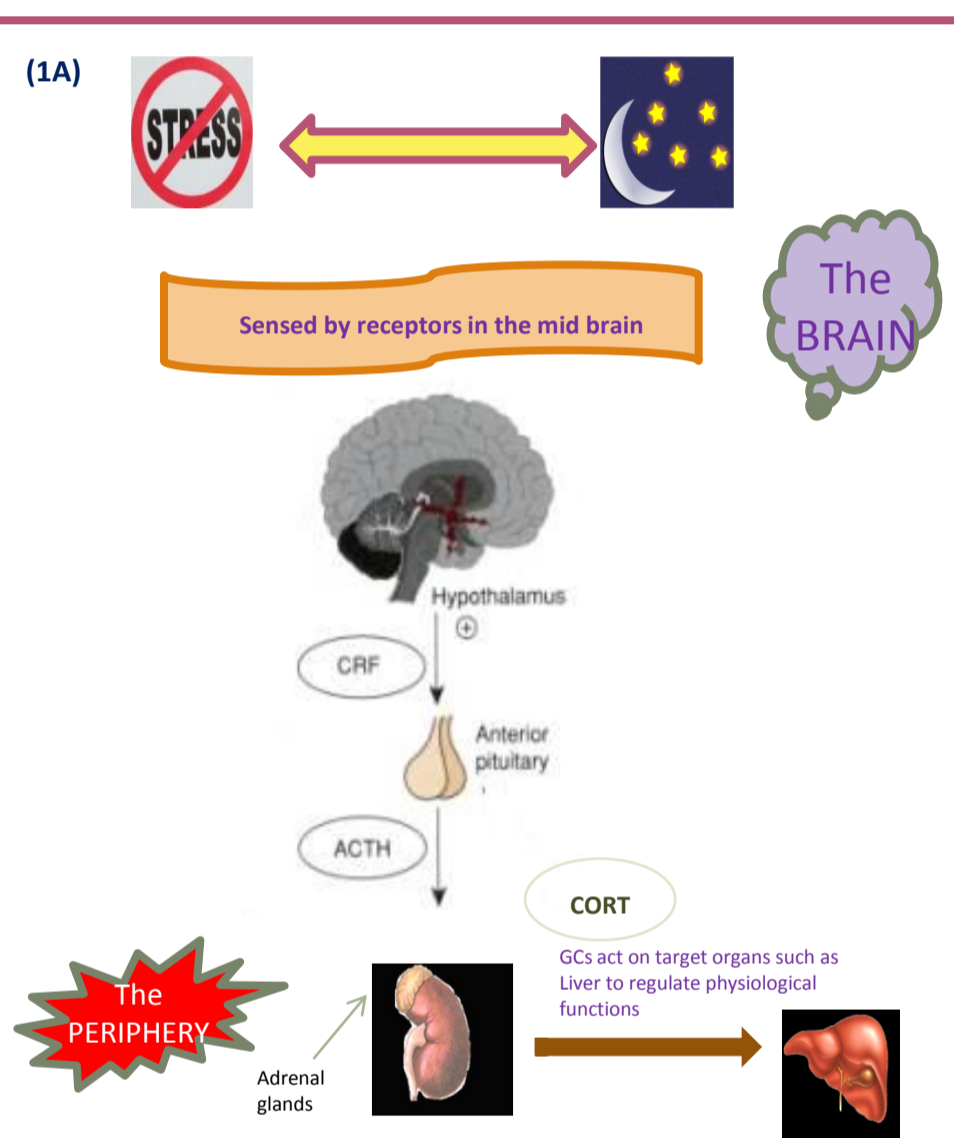 (1A)
STRESS
The
BRAIN
Sensed by receptors in the mid brain
Hypothalamus
+
CRF
Anterior
pituitary
ACTH
CORT
GCs act on target organs such as
Liver to regulate physiological
functions
The
PERIPHERY
Adrenal
glands